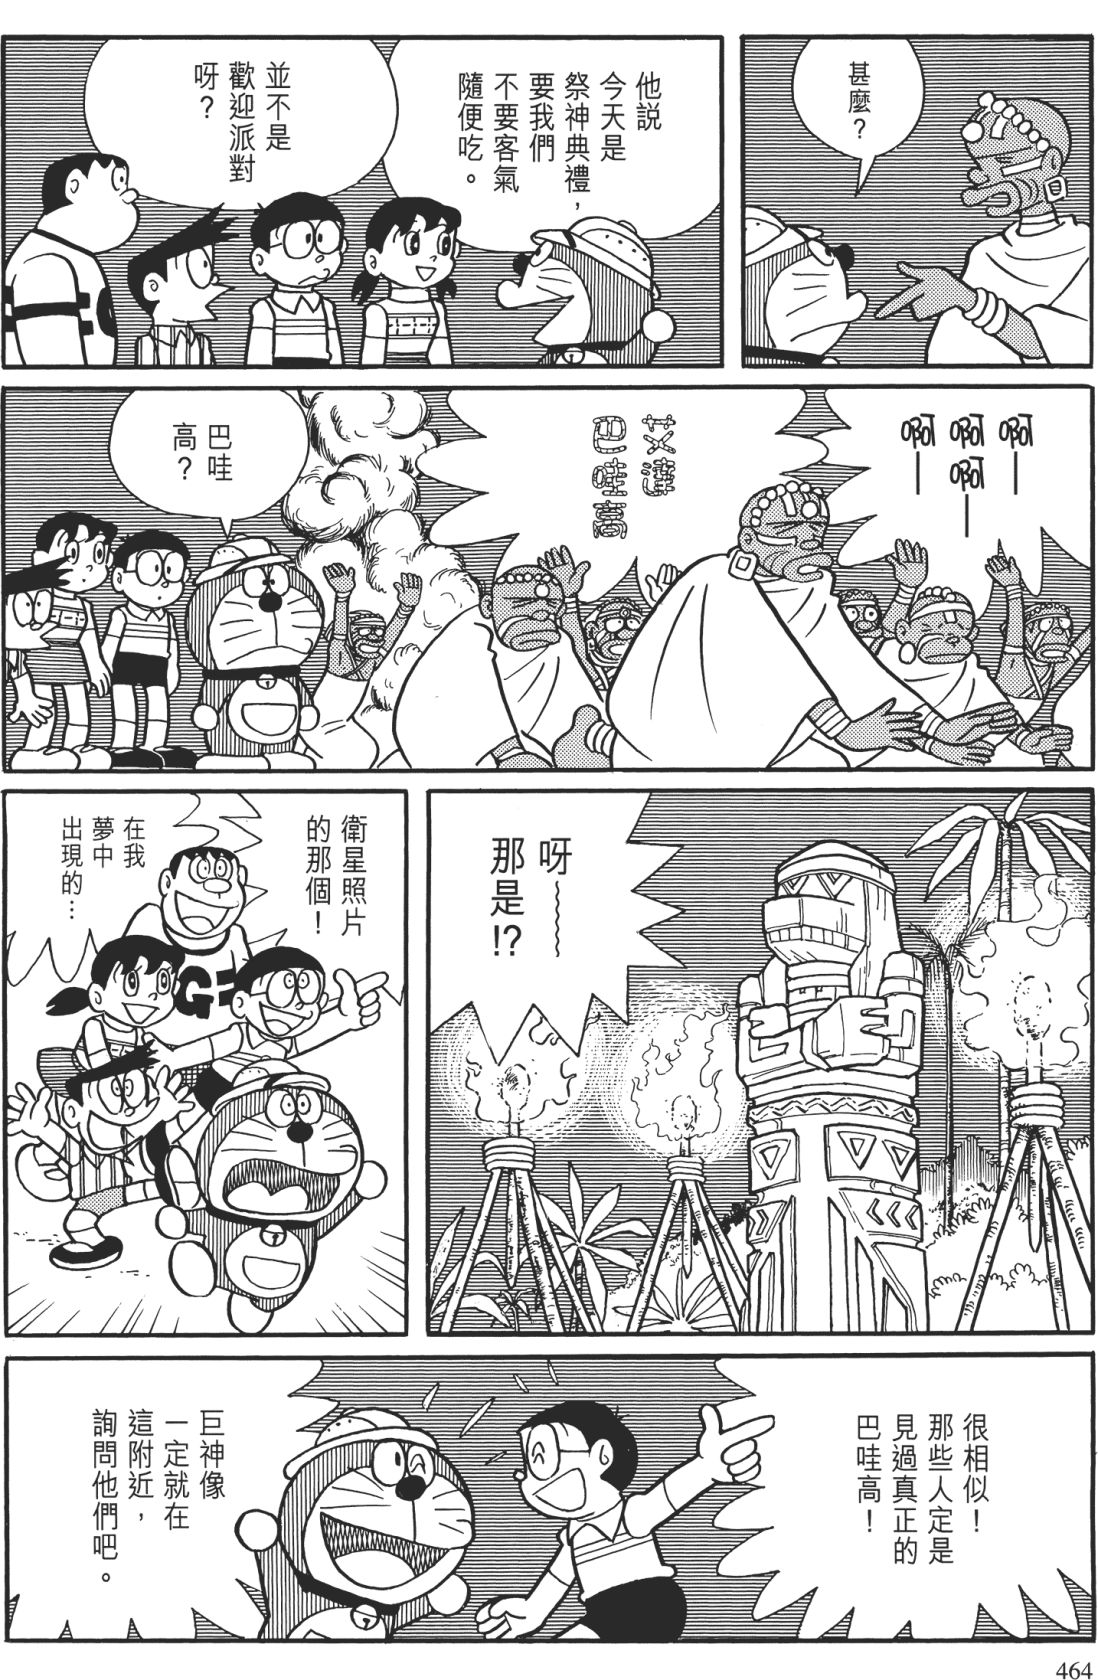 甚麼？
他説
今天是
祭神典禮，
要我們
不要客氣
隨便吃。
並不是
歡迎派對
呀？
啊—
啊—
啊—
艾達
巴哇高
巴哇
高？
呀～～
那是!?
衛星照片
的那個！
在我
夢中
出現的…
G
很相似！
那些人定是
見過真正的
巴哇高！
巨神像
一定就在
這附近，
詢問他們吧。
464